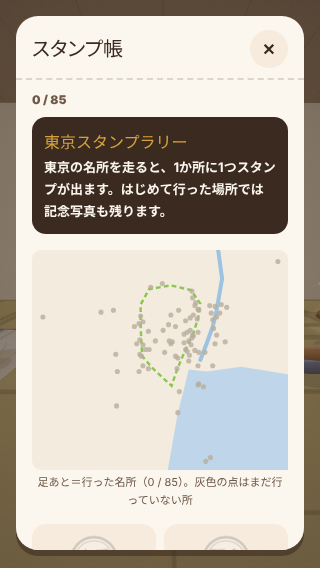 スタンプ帳
×
0 / 85
東京スタンプラリー
東京の名所を走ると、1か所に1つスタン
プが出ます。はじめて行った場所では
記念写真も残ります。
足あと＝行った名所（0 / 85）。灰色の点はまだ行
っていない所